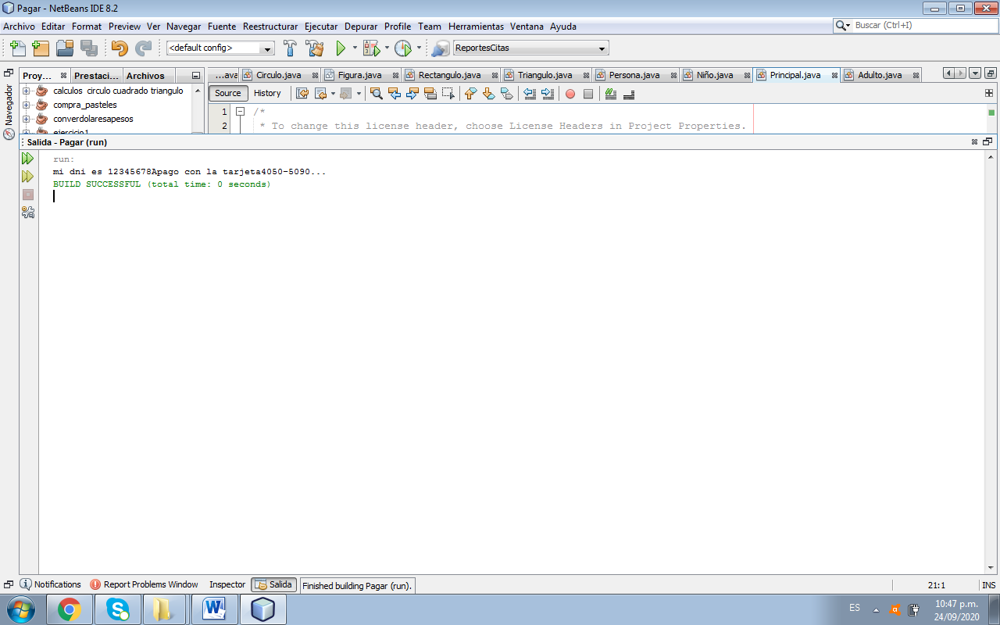 Pagar - NetBeans IDE 8.2
Archivo Editar Format Preview Ver Navegar Fuente Reestructurar Ejecutar Depurar Profile Team Herramientas Ventana Ayuda
Buscar (Ctrl+I)
<default config>
ReportesCitas
Navegador
Proy... Prestaci... Archivos
...ava Circulo.java Figura.java Rectangulo.java Triangulo.java Persona.java Niño.java Principal.java Adulto.java
calculos circulo cuadrado triangulo
compra_pasteles
converdolaresapesos
ejercicio1
Source History
1 /*
2 * To change this license header, choose License Headers in Project Properties.
Salida - Pagar (run)
run:
mi dni es 12345678Apago con la tarjeta4050-5090...
BUILD SUCCESSFUL (total time: 0 seconds)
Notifications Report Problems Window Inspector Salida Finished building Pagar (run).
21:1 INS
ES
10:47 p.m.
24/09/2020